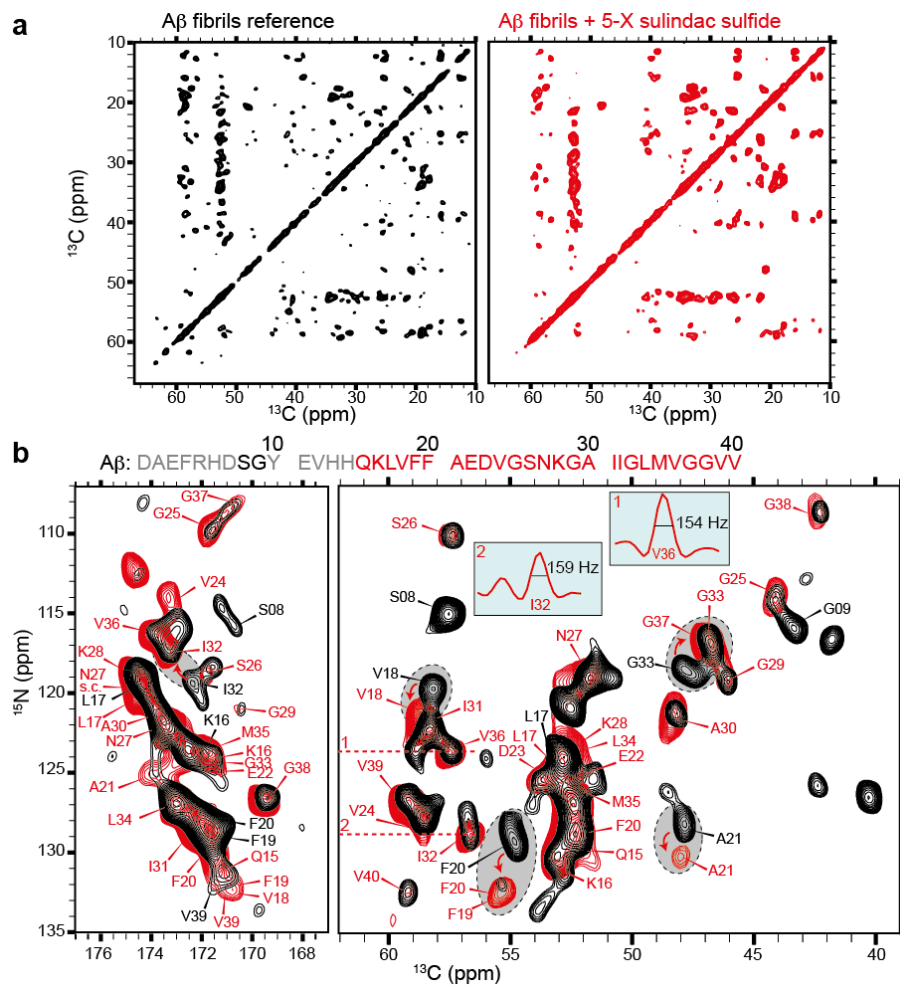 a
Aβ fibrils reference
Aβ fibrils + 5-X sulindac sulfide
10
20
30
40
50
60
13C (ppm)
60 50 40 30 20 10
13C (ppm)
60 50 40 30 20 10
13C (ppm)
b
10 20 30 40
Aβ: DAEFRHDSGY EVHHQKLVFF AEDVGSNKGA IIGLMVGGVV
110
115
120
125
130
135
15N (ppm)
G37
G25
V24
V36
S08
I32
K28
N27
s.c.
L17
S26
I32
L17
A30
N27
G29
K16
M35
K16
G33
E22
A21
G38
L34
F20
F19
I31
F20
Q15
F19
V18
V39
V39
176 174 172 170 168
1
154 Hz
V36
2
159 Hz
I32
G38
S26
S08
G25
G09
G33
G37
G33
G29
N27
V18
V18
I31
L17
K28
A30
V36
L17
L34
D23
E22
1
V39
M35
V24
F20
A21
2
I32
F20
Q15
A21
V40
F20
F19
K16
60 55 50 45 40
13C (ppm)